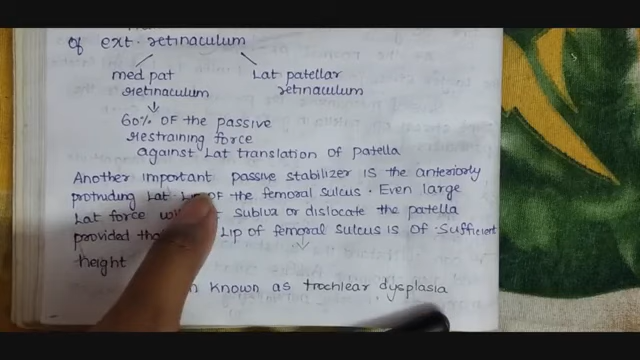 of ext. retinaculum
med pat Lat patellar
retinaculum retinaculum
60% OF the passive
restraining force
against Lat translation of patella
Another important passive stabilizer is the anteriorly
protruding Lat Lip of the femoral sulcus. Even large
Lat force sublux or dislocate the patella
provided Lip of femoral sulcus is of sufficient
height
known as trochlear dysplasia